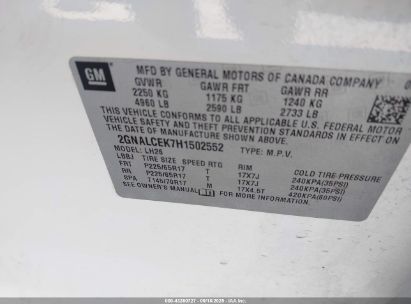 GM
MFD BY GENERAL MOTORS OF CANADA COMPANY
GVWR GAWR FRT GAWR RR
2250 KG 1175 KG 1240 KG
4960 LB 2590 LB 2733 LB
THIS VEHICLE CONFORMS TO ALL APPLICABLE U.S. FEDERAL MOTOR
VEHICLE SAFETY AND THEFT PREVENTION STANDARDS IN EFFECT ON
THE DATE OF MANUFACTURE SHOWN ABOVE.
2GNALCEK7H1502552 TYPE: M.P.V.
MODEL: LH26
LBBJ TIRE SIZE SPEED RTG RIM COLD TIRE PRESSURE
FRT P225/65R17 T 17X7J 240KPA(35PSI)
RR P225/65R17 T 17X7J 240KPA(35PSI)
SPA T145/70R17 M 17X4.5T 420KPA(60PSI)
SEE OWNER'S MANUAL